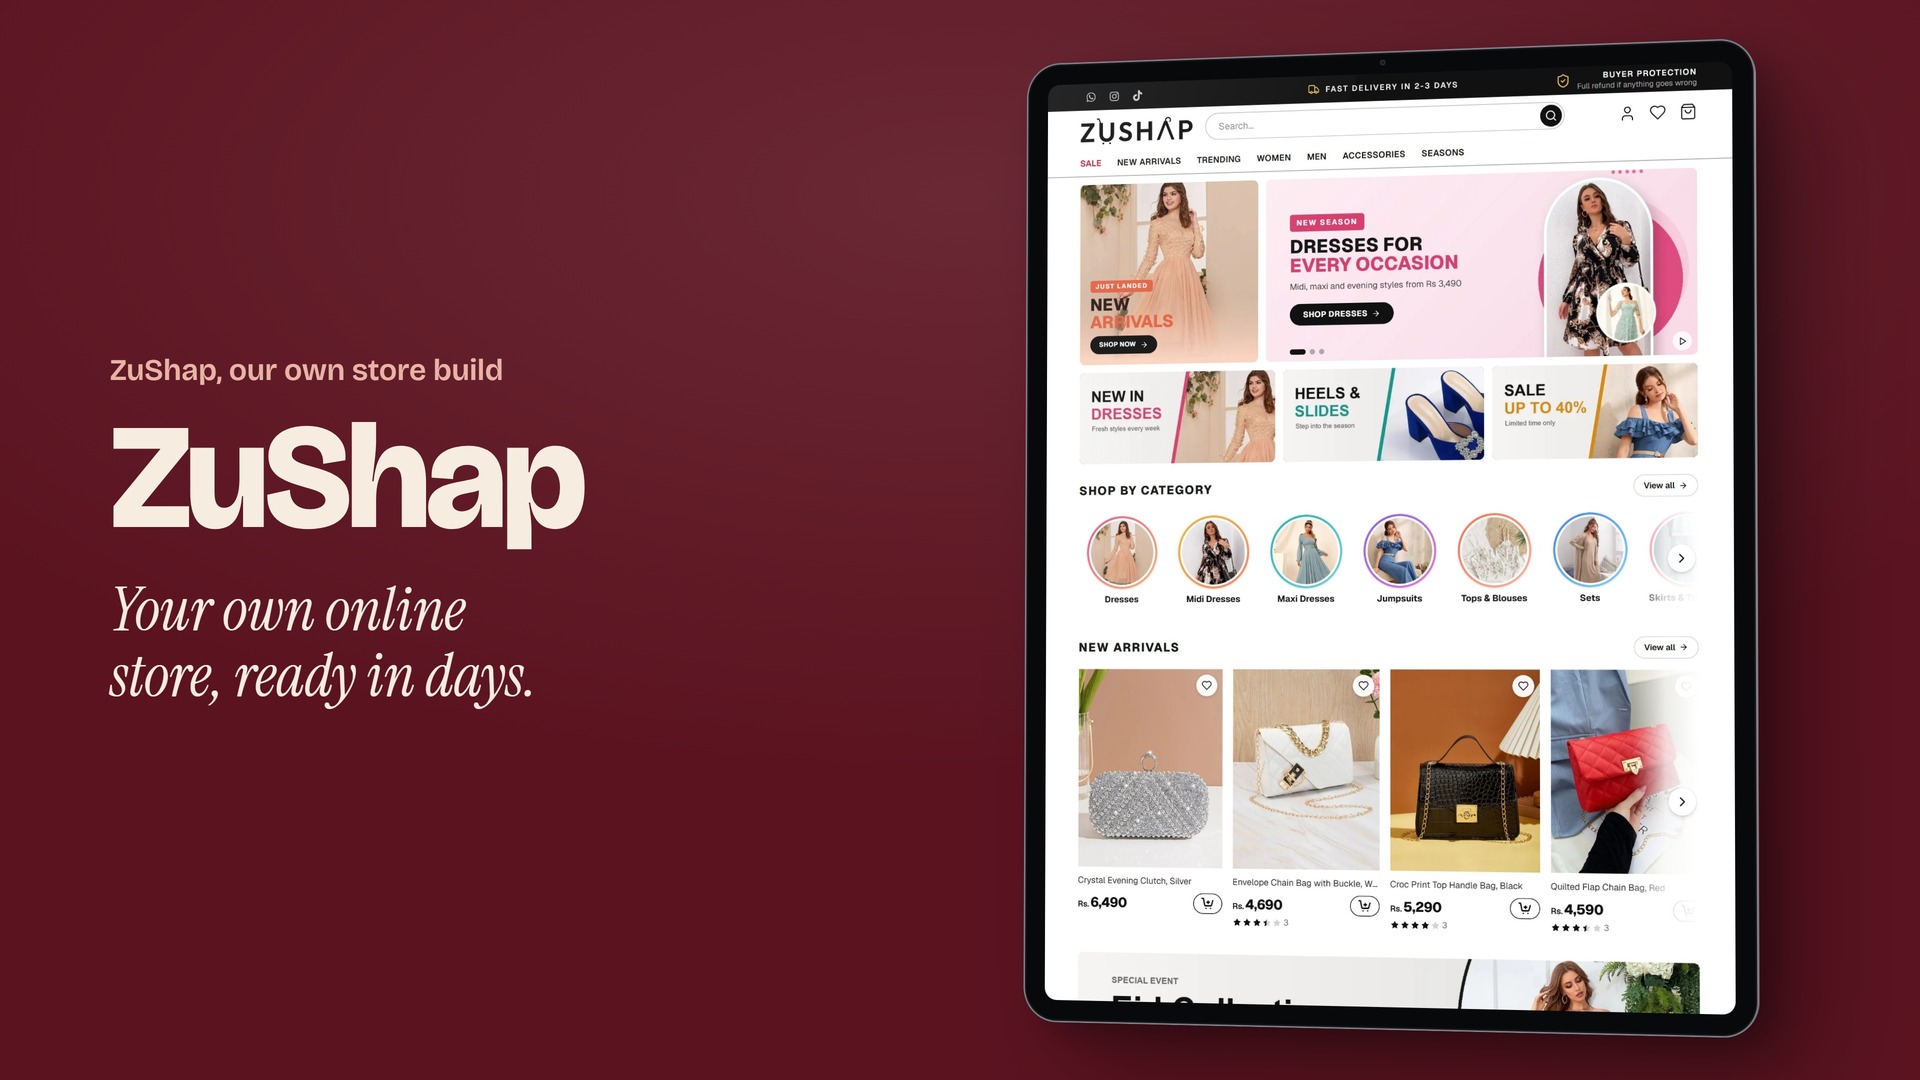 ZuShap, our own store build
ZuShap
Your own online
store, ready in days.
FAST DELIVERY IN 2-3 DAYS
BUYER PROTECTION
Full refund if anything goes wrong
ZUSHAP
Search...
SALE NEW ARRIVALS TRENDING WOMEN MEN ACCESSORIES SEASONS
JUST LANDED
NEW
ARRIVALS
SHOP NOW
NEW SEASON
DRESSES FOR
EVERY OCCASION
Midi, maxi and evening styles from Rs 3,490
SHOP DRESSES
NEW IN
DRESSES
Fresh styles every week
HEELS &
SLIDES
Step into the season
SALE
UP TO 40%
Limited time only
SHOP BY CATEGORY
View all
Dresses
Midi Dresses
Maxi Dresses
Jumpsuits
Tops & Blouses
Sets
Skirts &
NEW ARRIVALS
View all
Crystal Evening Clutch, Silver
Rs. 6,490
Envelope Chain Bag with Buckle, W...
Rs. 4,690
3
Croc Print Top Handle Bag, Black
Rs. 5,290
3
Quilted Flap Chain Bag, Red
Rs. 4,590
3
SPECIAL EVENT